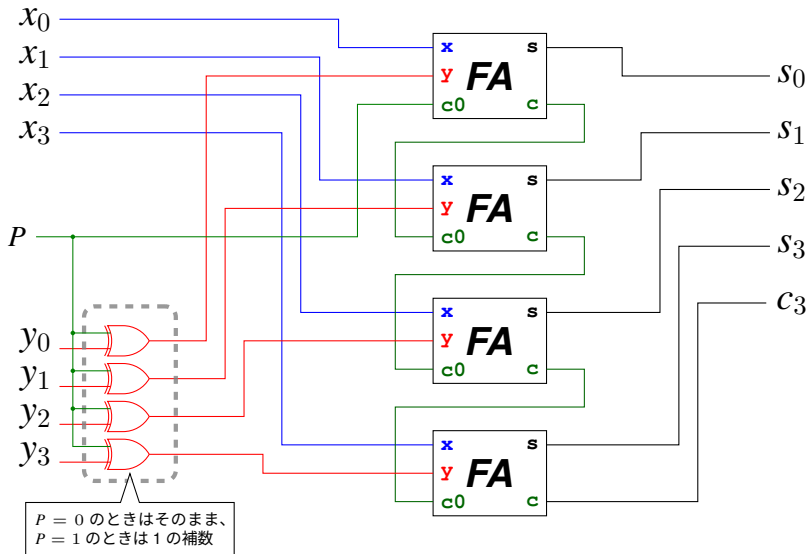 x0
x1
x2
x3
P
y0
y1
y2
y3
P = 0 のときはそのまま、
P = 1 のときは 1 の補数
x s
y FA
c0 c
x s
y FA
c0 c
x s
y FA
c0 c
x s
y FA
c0 c
s0
s1
s2
s3
c3